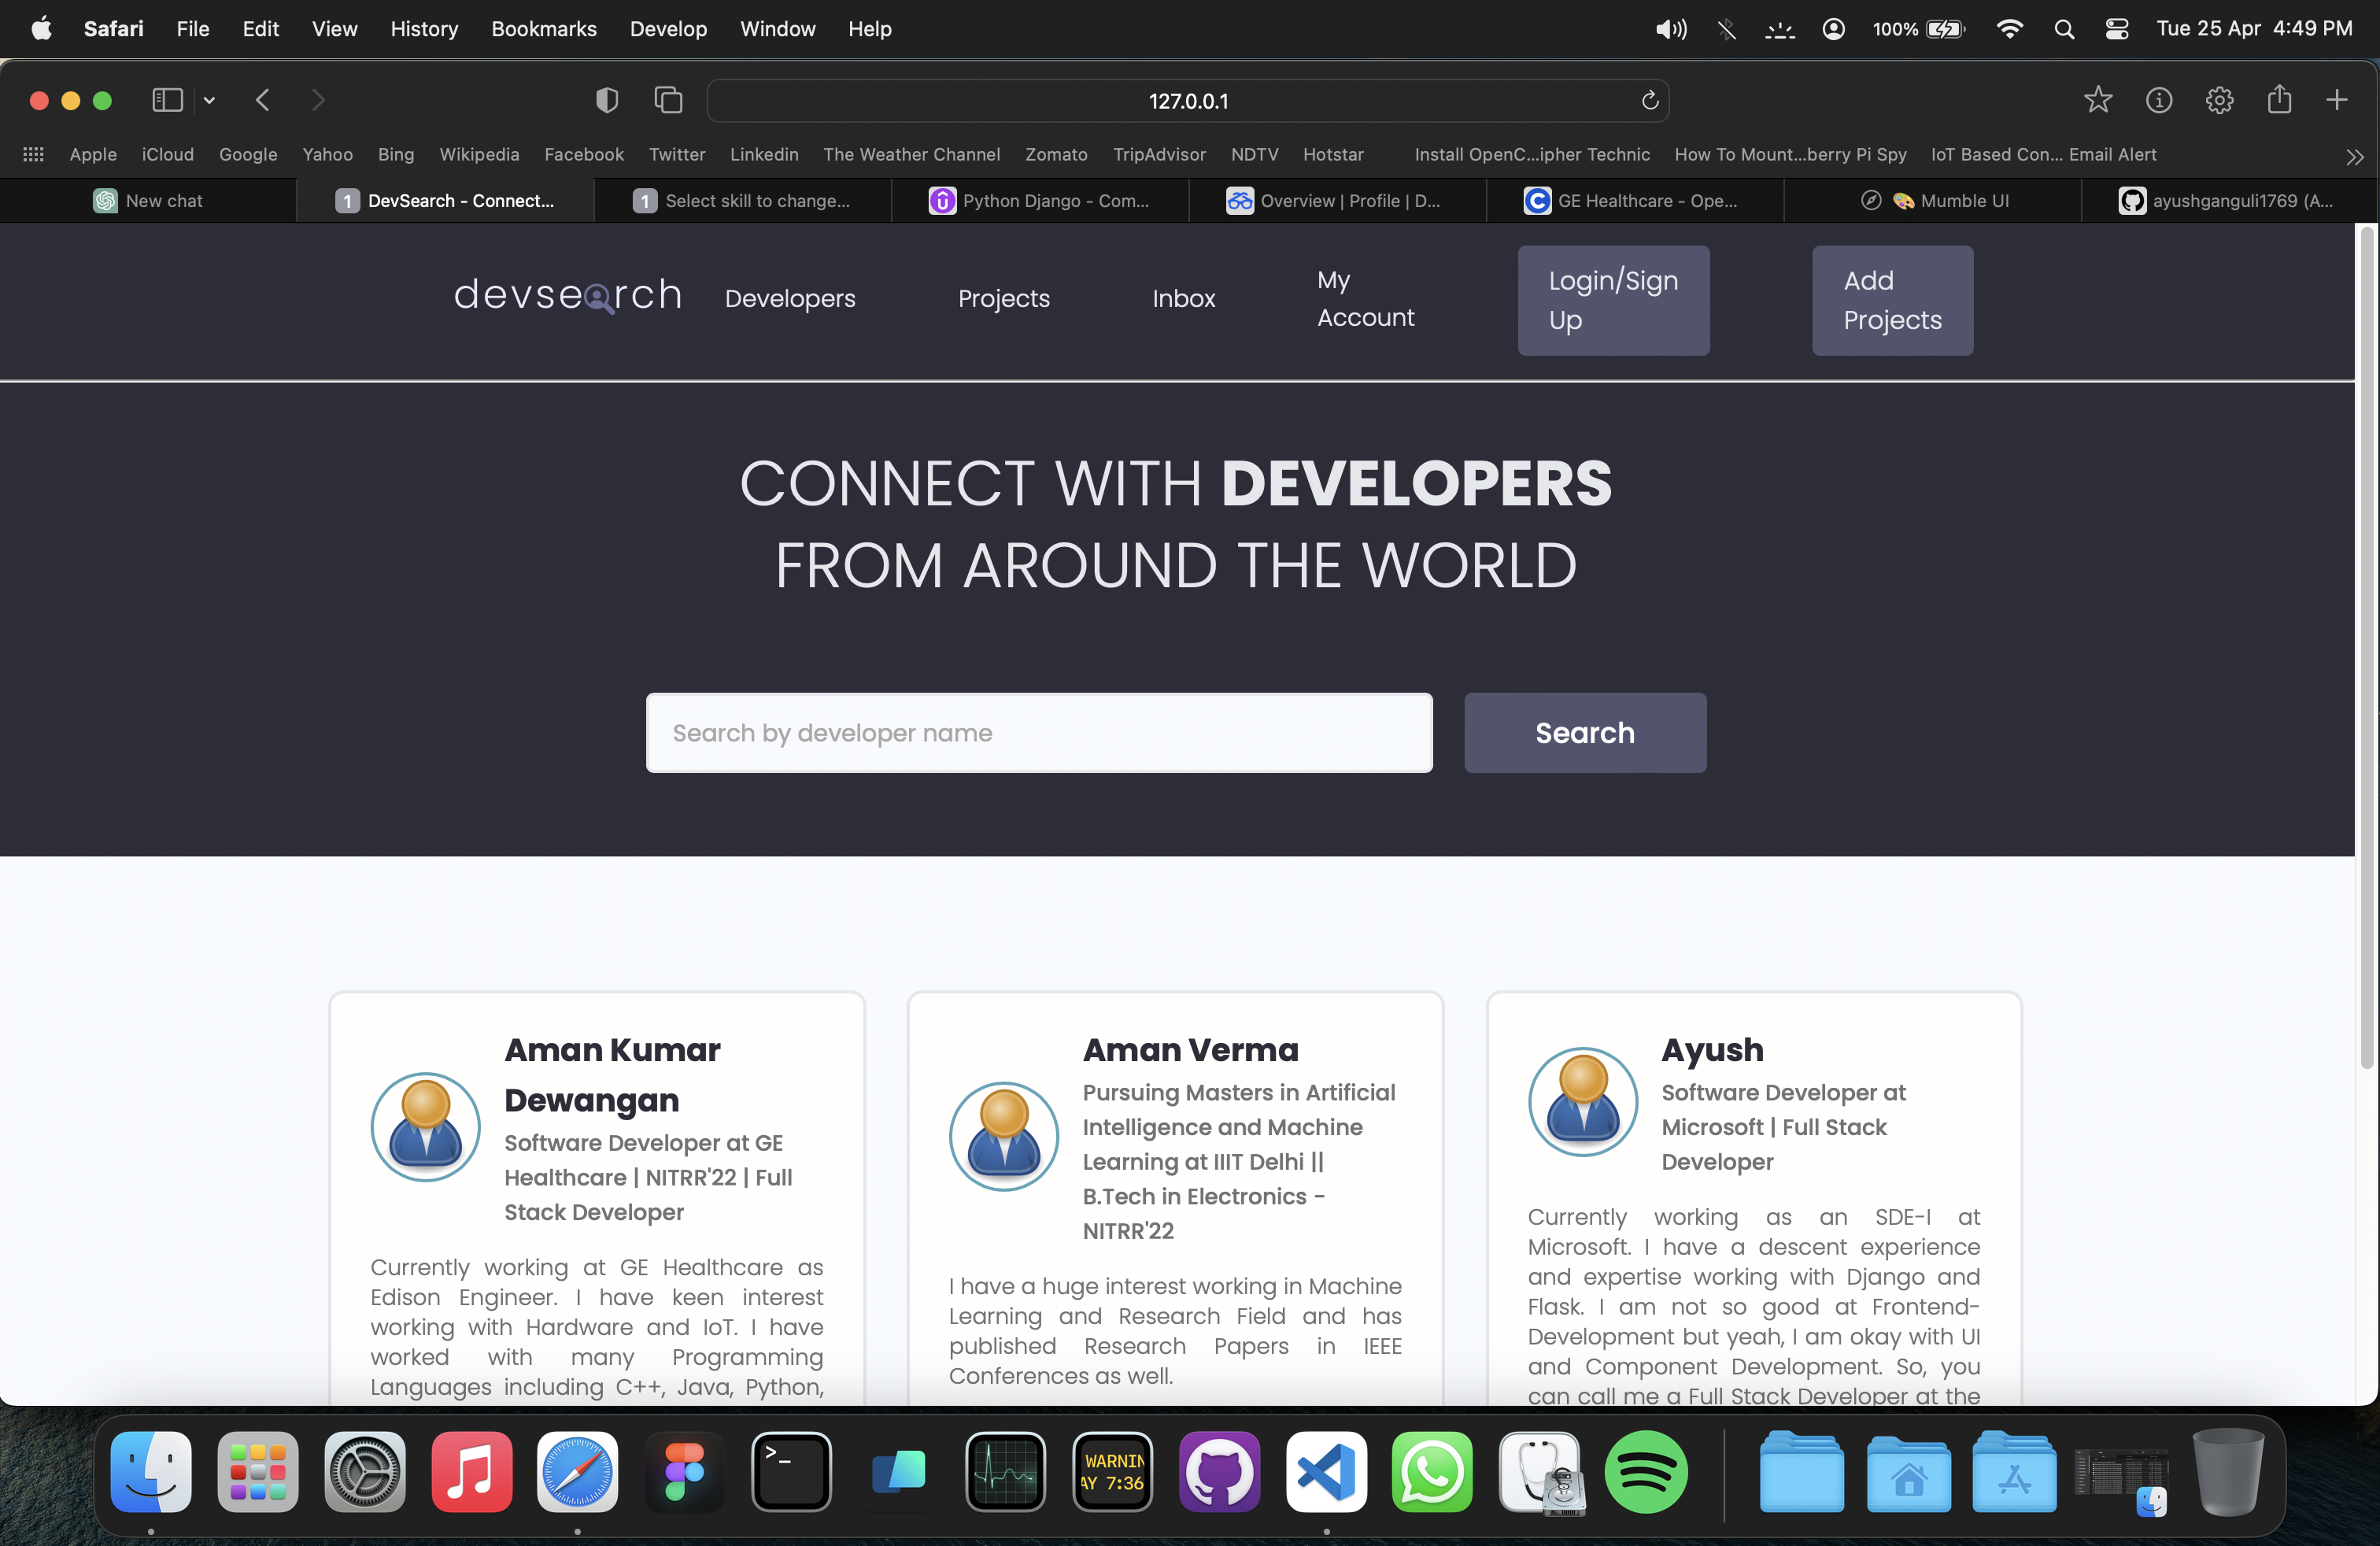 Safari File Edit View History Bookmarks Develop Window Help 100% Tue 25 Apr 4:49 PM
127.0.0.1
Apple iCloud Google Yahoo Bing Wikipedia Facebook Twitter Linkedin The Weather Channel Zomato TripAdvisor NDTV Hotstar Install OpenC...ipher Technic How To Mount...berry Pi Spy IoT Based Con... Email Alert
New chat 1 DevSearch - Connect... 1 Select skill to change... Python Django - Com... Overview | Profile | D... GE Healthcare - Ope... Mumble UI ayushganguli1769 (A...
devsearch Developers Projects Inbox
My
Account
Login/Sign
Up
Add
Projects
CONNECT WITH DEVELOPERS
FROM AROUND THE WORLD
Search by developer name Search
Aman Kumar
Dewangan
Software Developer at GE
Healthcare | NITRR'22 | Full
Stack Developer
Currently working at GE Healthcare as
Edison Engineer. I have keen interest
working with Hardware and IoT. I have
worked with many Programming
Languages including C++, Java, Python,
Aman Verma
Pursuing Masters in Artificial
Intelligence and Machine
Learning at IIIT Delhi ||
B.Tech in Electronics -
NITRR'22
I have a huge interest working in Machine
Learning and Research Field and has
published Research Papers in IEEE
Conferences as well.
Ayush
Software Developer at
Microsoft | Full Stack
Developer
Currently working as an SDE-I at
Microsoft. I have a descent experience
and expertise working with Django and
Flask. I am not so good at Frontend-
Development but yeah, I am okay with UI
and Component Development. So, you
can call me a Full Stack Developer at the
>_
WARNIN
AY 7:36